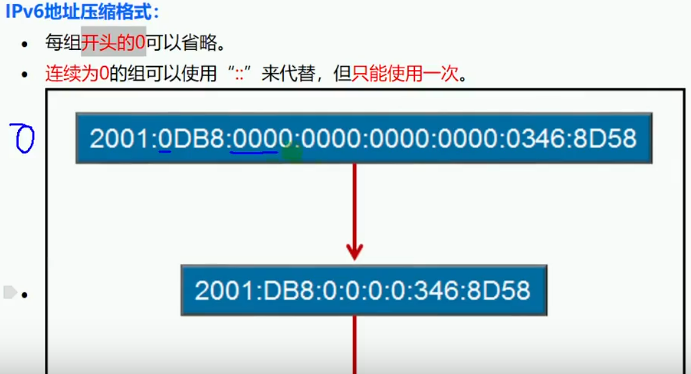 IPv6地址压缩格式：
• 每组开头的0可以省略。
• 连续为0的组可以使用“::”来代替，但只能使用一次。
0
2001:0DB8:0000:0000:0000:0000:0346:8D58
2001:DB8:0:0:0:0:346:8D58